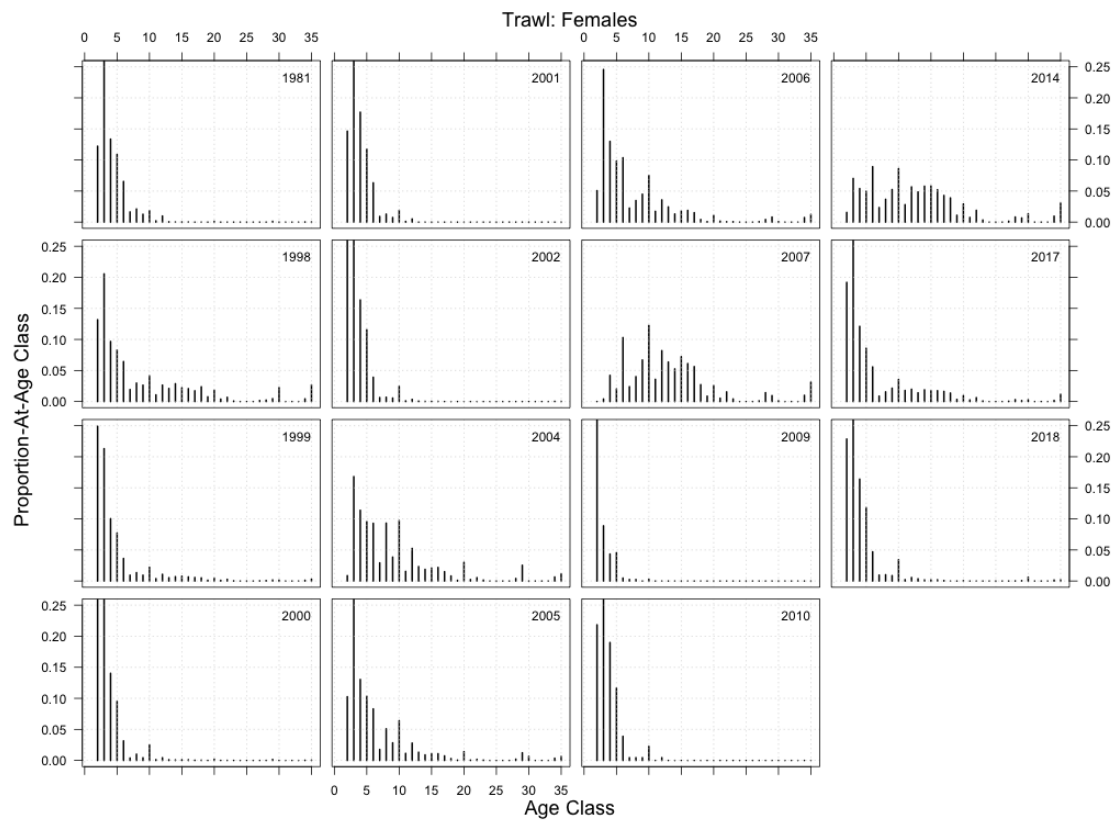 Trawl: Females
0 5 10 15 20 25 30 35 0 5 10 15 20 25 30 35
1981 2001 2006 2014
0.25
0.20
0.15
0.10
0.05
0.00
1998 2002 2007 2017
0.25
0.20
0.15
0.10
0.05
0.00
1999 2004 2009 2018
0.25
0.20
0.15
0.10
0.05
0.00
2000 2005 2010
0.25
0.20
0.15
0.10
0.05
0.00
0 5 10 15 20 25 30 35
Proportion-At-Age Class
Age Class